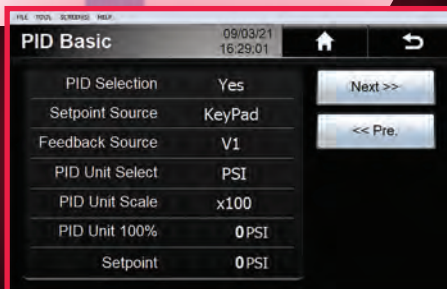 FILE TOOL SCREEN(S) HELP
PID Basic
09/03/21
16:29:01
PID Selection Yes
Next >>
Setpoint Source KeyPad
<< Pre.
Feedback Source V1
PID Unit Select PSI
PID Unit Scale x100
PID Unit 100% 0 PSI
Setpoint 0 PSI